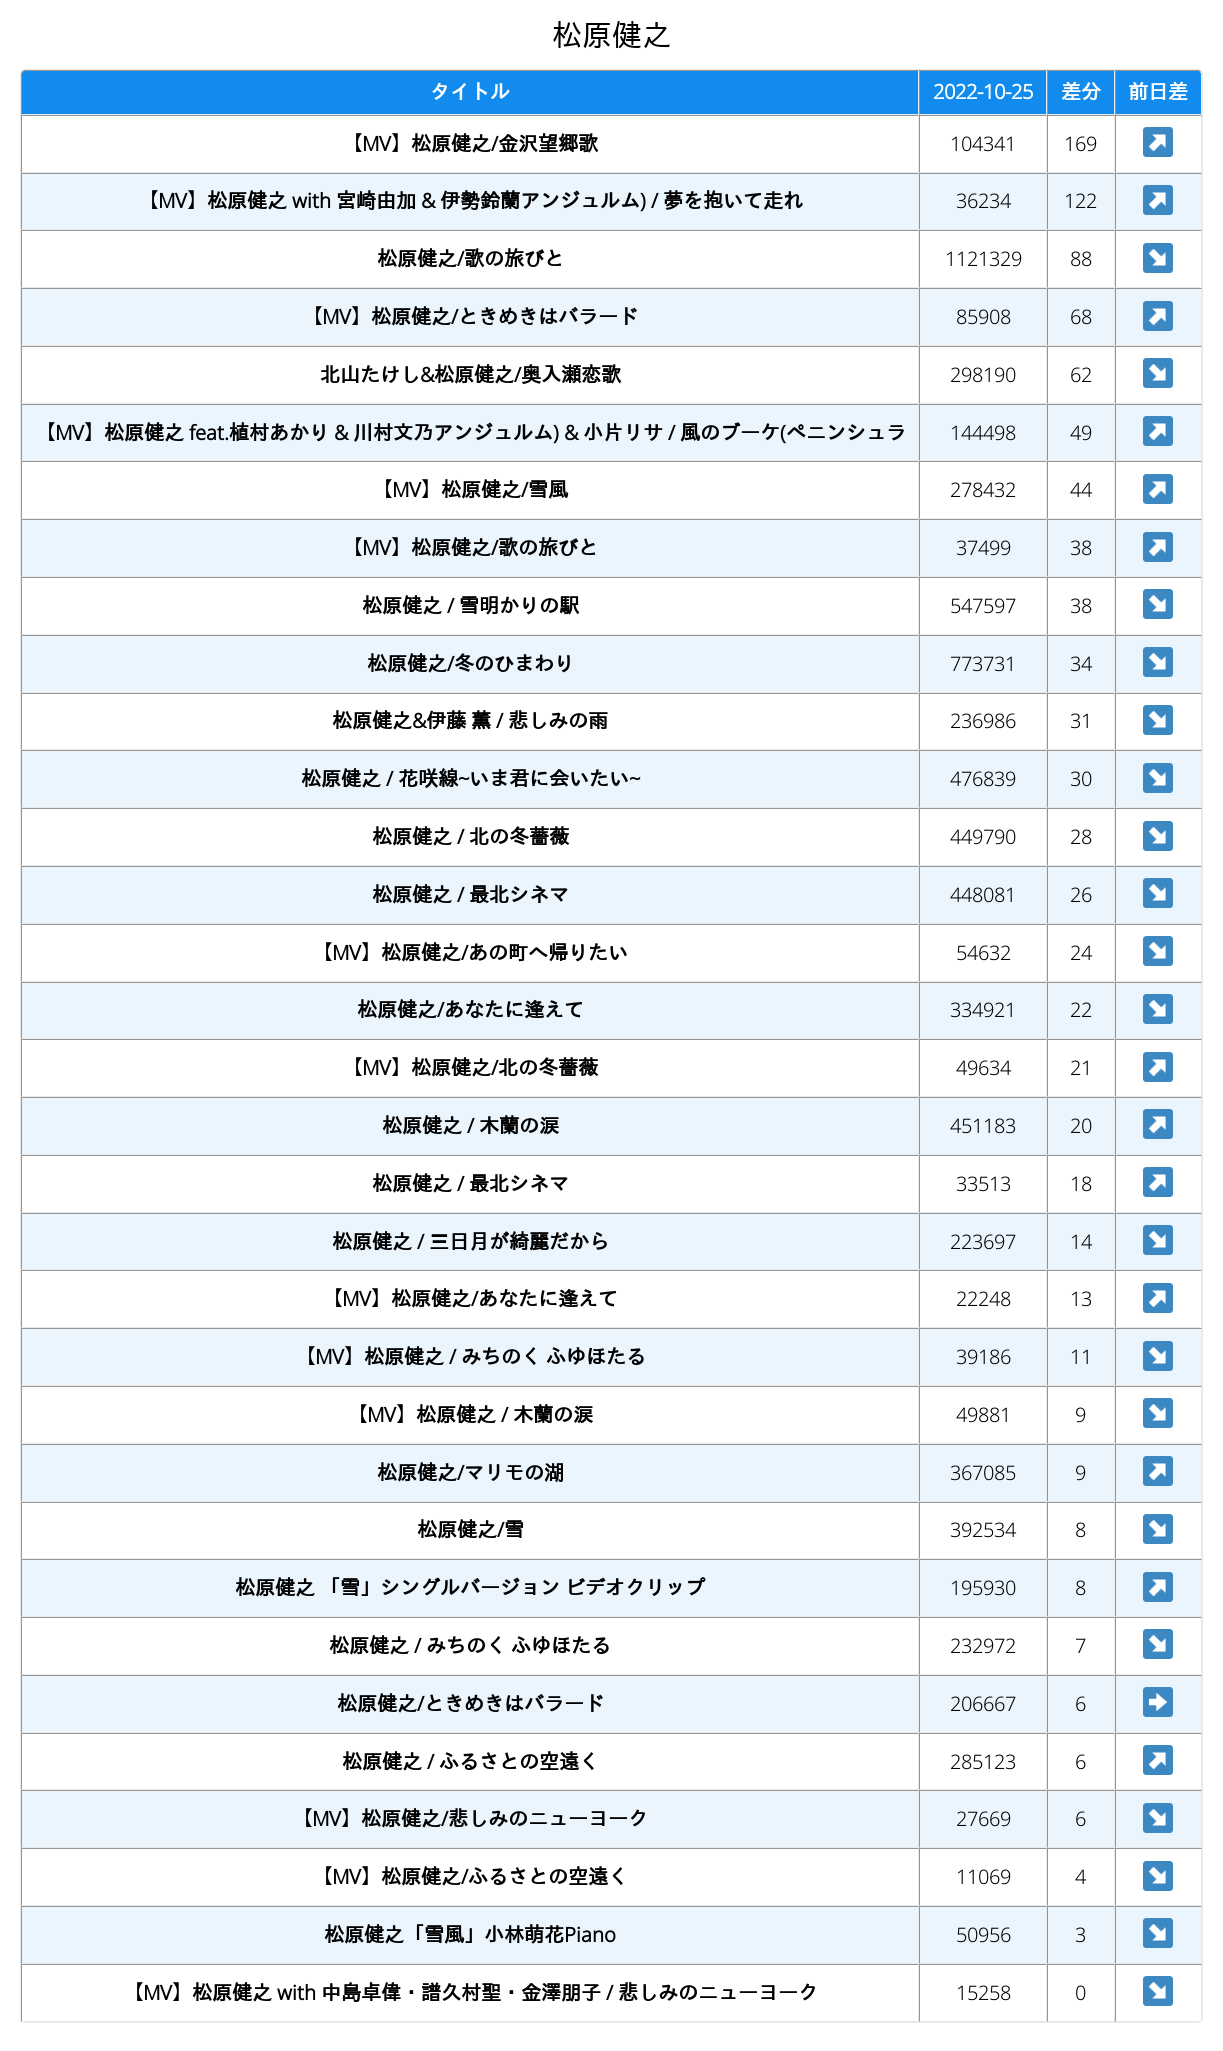 松原健之
タイトル 2022-10-25 差分 前日差
【MV】松原健之/金沢望郷歌 104341 169 ↗
【MV】松原健之 with 宮崎由加 & 伊勢鈴蘭アンジュルム) / 夢を抱いて走れ 36234 122 ↗
松原健之/歌の旅びと 1121329 88 ↘
【MV】松原健之/ときめきはバラード 85908 68 ↗
北山たけし&松原健之/奥入瀬恋歌 298190 62 ↘
【MV】松原健之 feat.植村あかり & 川村文乃アンジュルム) & 小片リサ / 風のブーケ(ペニンシュラ 144498 49 ↗
【MV】松原健之/雪風 278432 44 ↗
【MV】松原健之/歌の旅びと 37499 38 ↗
松原健之 / 雪明かりの駅 547597 38 ↘
松原健之/冬のひまわり 773731 34 ↘
松原健之&伊藤 薫 / 悲しみの雨 236986 31 ↘
松原健之 / 花咲線~いま君に会いたい~ 476839 30 ↘
松原健之 / 北の冬薔薇 449790 28 ↘
松原健之 / 最北シネマ 448081 26 ↘
【MV】松原健之/あの町へ帰りたい 54632 24 ↘
松原健之/あなたに逢えて 334921 22 ↘
【MV】松原健之/北の冬薔薇 49634 21 ↗
松原健之 / 木蘭の涙 451183 20 ↗
松原健之 / 最北シネマ 33513 18 ↗
松原健之 / 三日月が綺麗だから 223697 14 ↘
【MV】松原健之/あなたに逢えて 22248 13 ↗
【MV】松原健之 / みちのく ふゆほたる 39186 11 ↘
【MV】松原健之 / 木蘭の涙 49881 9 ↘
松原健之/マリモの湖 367085 9 ↗
松原健之/雪 392534 8 ↘
松原健之 「雪」シングルバージョン ビデオクリップ 195930 8 ↗
松原健之 / みちのく ふゆほたる 232972 7 ↘
松原健之/ときめきはバラード 206667 6 ➡
松原健之 / ふるさとの空遠く 285123 6 ↗
【MV】松原健之/悲しみのニューヨーク 27669 6 ↘
【MV】松原健之/ふるさとの空遠く 11069 4 ↘
松原健之「雪風」小林萌花Piano 50956 3 ↘
【MV】松原健之 with 中島卓偉・譜久村聖・金澤朋子 / 悲しみのニューヨーク 15258 0 ↘